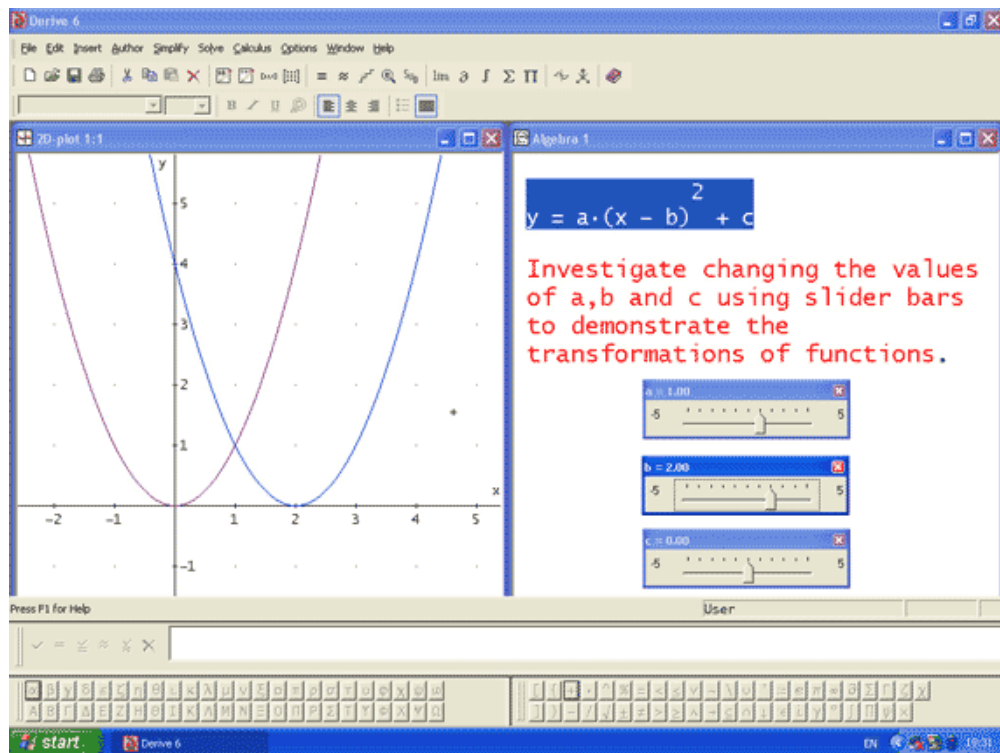 Derive 6
File Edit Insert Author Simplify Solve Calculus Options Window Help
B I U
lim ∂ ∫ Σ Π
2D-plot 1:1
y
5
4
3
2
1
x
-2 -1 1 2 3 4 5
-1
Algebra 1
y = a·(x - b)² + c
Investigate changing the values
of a,b and c using slider bars
to demonstrate the
transformations of functions.
a = 1.00
-5 5
b = 2.00
-5 5
c = 0.00
-5 5
Press F1 for Help
User
α β γ δ ε ζ η θ ι κ λ μ ν ξ ο π ρ σ τ υ φ χ ψ ω
Α Β Γ Δ Ε Ζ Η Θ Ι Κ Λ Μ Ν Ξ Ο Π Ρ Σ Τ Υ Φ Χ Ψ Ω
start
Derive 6
EN
19:31